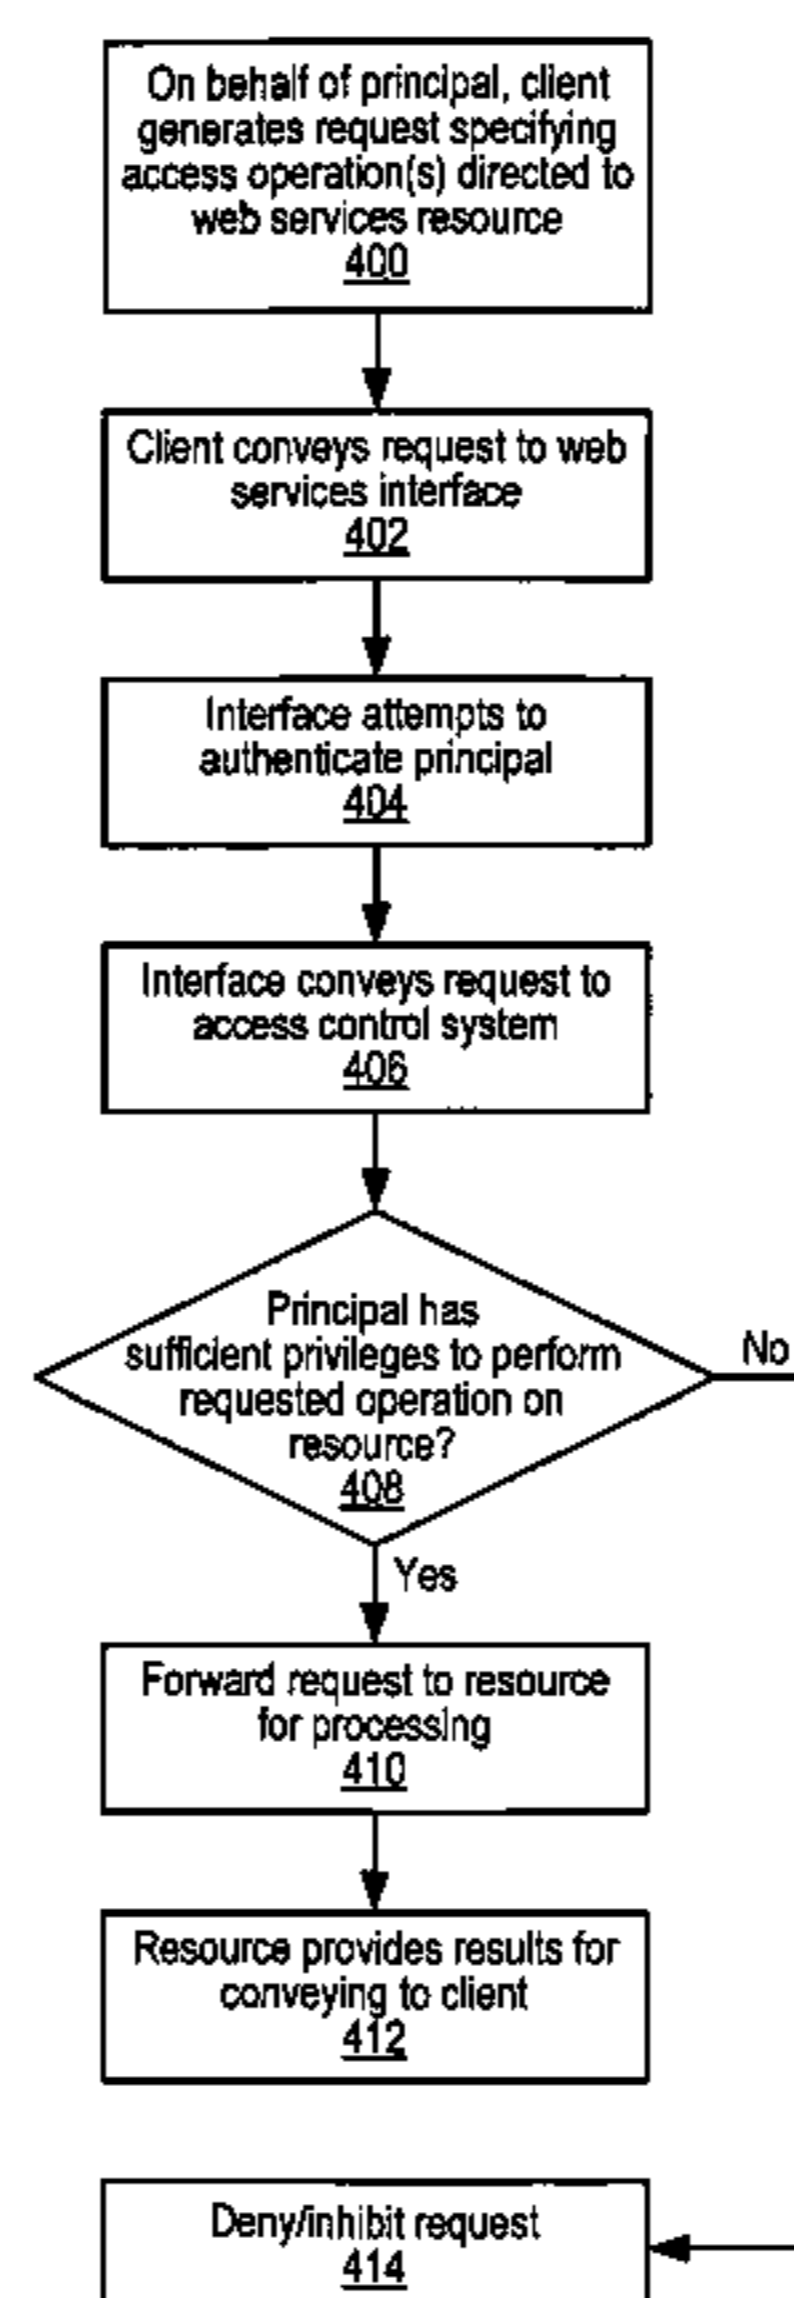 On behalf of principal, client
generates request specifying
access operation(s) directed to
web services resource
400
Client conveys request to web
services interface
402
Interface attempts to
authenticate principal
404
Interface conveys request to
access control system
406
Principal has
sufficient privileges to perform
requested operation on
resource?
408
No
Yes
Forward request to resource
for processing
410
Resource provides results for
conveying to client
412
Deny/inhibit request
414